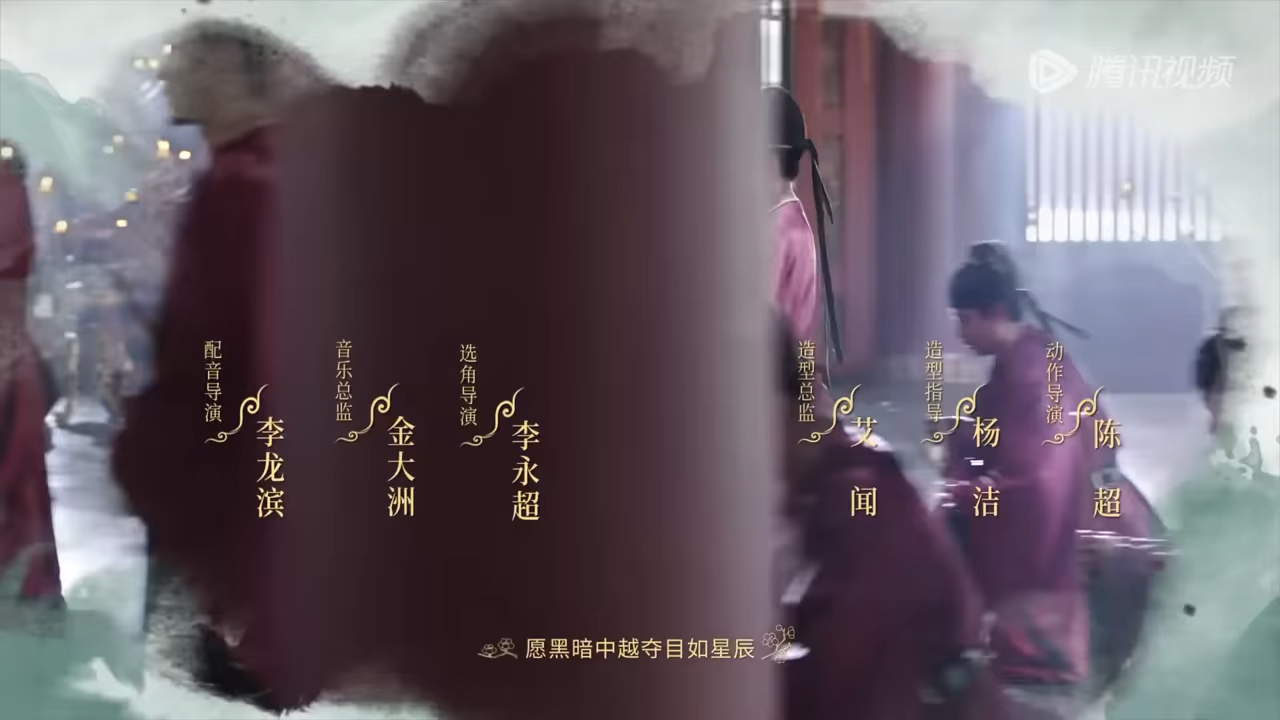 腾讯视频
动作导演
陈超
造型指导
杨洁
造型总监
艾闻
选角导演
李永超
音乐总监
金大洲
配音导演
李龙滨
愿黑暗中越夺目如星辰